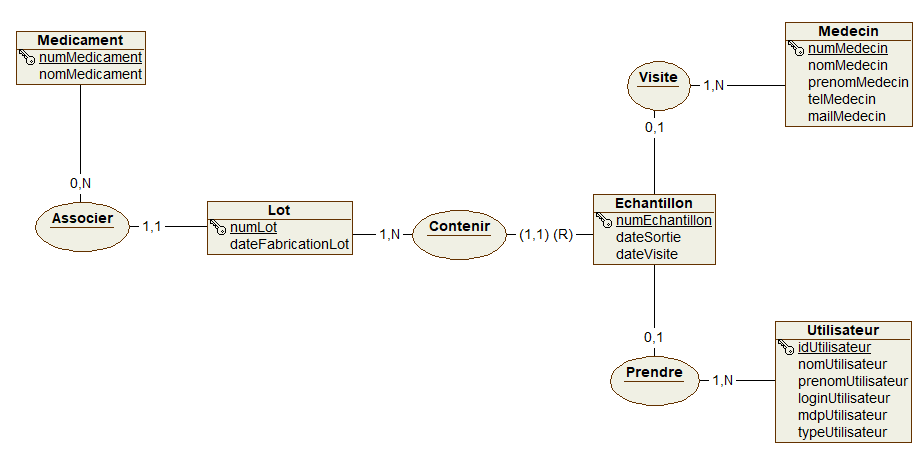 Medicament
numMedicament
nomMedicament
0,N
Associer
1,1
Lot
numLot
dateFabricationLot
1,N
Contenir
(1,1) (R)
Echantillon
numEchantillon
dateSortie
dateVisite
0,1
Visite
1,N
Medecin
numMedecin
nomMedecin
prenomMedecin
telMedecin
mailMedecin
0,1
Prendre
1,N
Utilisateur
idUtilisateur
nomUtilisateur
prenomUtilisateur
loginUtilisateur
mdpUtilisateur
typeUtilisateur